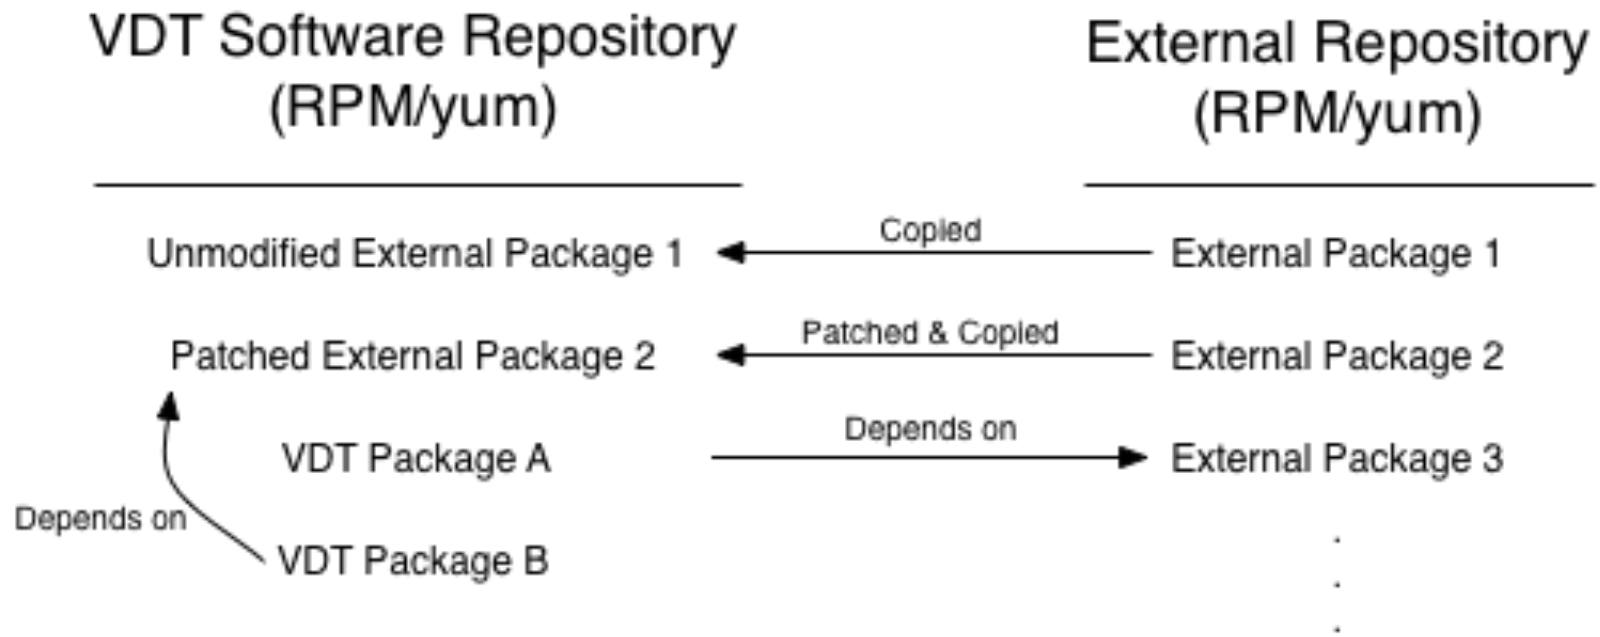 VDT Software Repository
(RPM/yum)
External Repository
(RPM/yum)
Unmodified External Package 1
Copied
External Package 1
Patched External Package 2
Patched & Copied
External Package 2
VDT Package A
Depends on
External Package 3
Depends on
VDT Package B
.
.
.